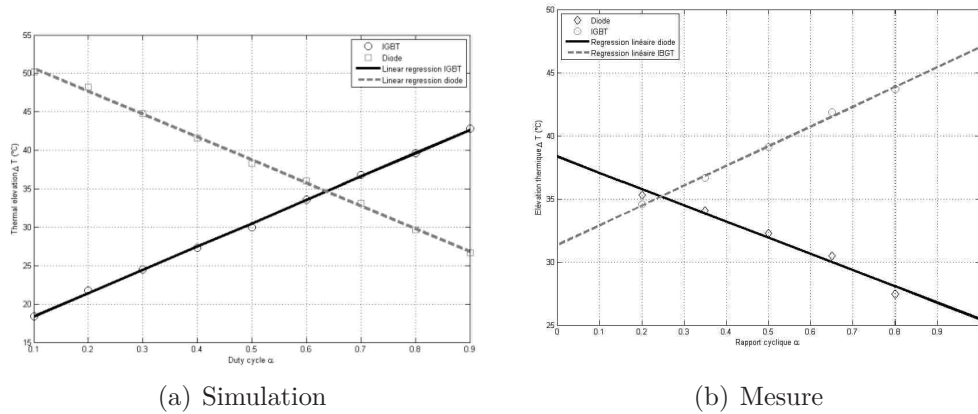 55
50
45
40
35
30
25
20
15
Thermal elevation Δ T (°C)
IGBT
Diode
Linear regression IGBT
Linear regression diode
0.1 0.2 0.3 0.4 0.5 0.6 0.7 0.8 0.9
Duty cycle α
(a) Simulation
50
45
40
35
30
25
Elévation thermique Δ T (°C)
Diode
IGBT
Regression linéaire diode
Regression linéaire IBGT
0 0.1 0.2 0.3 0.4 0.5 0.6 0.7 0.8 0.9
Rapport cyclique α
(b) Mesure